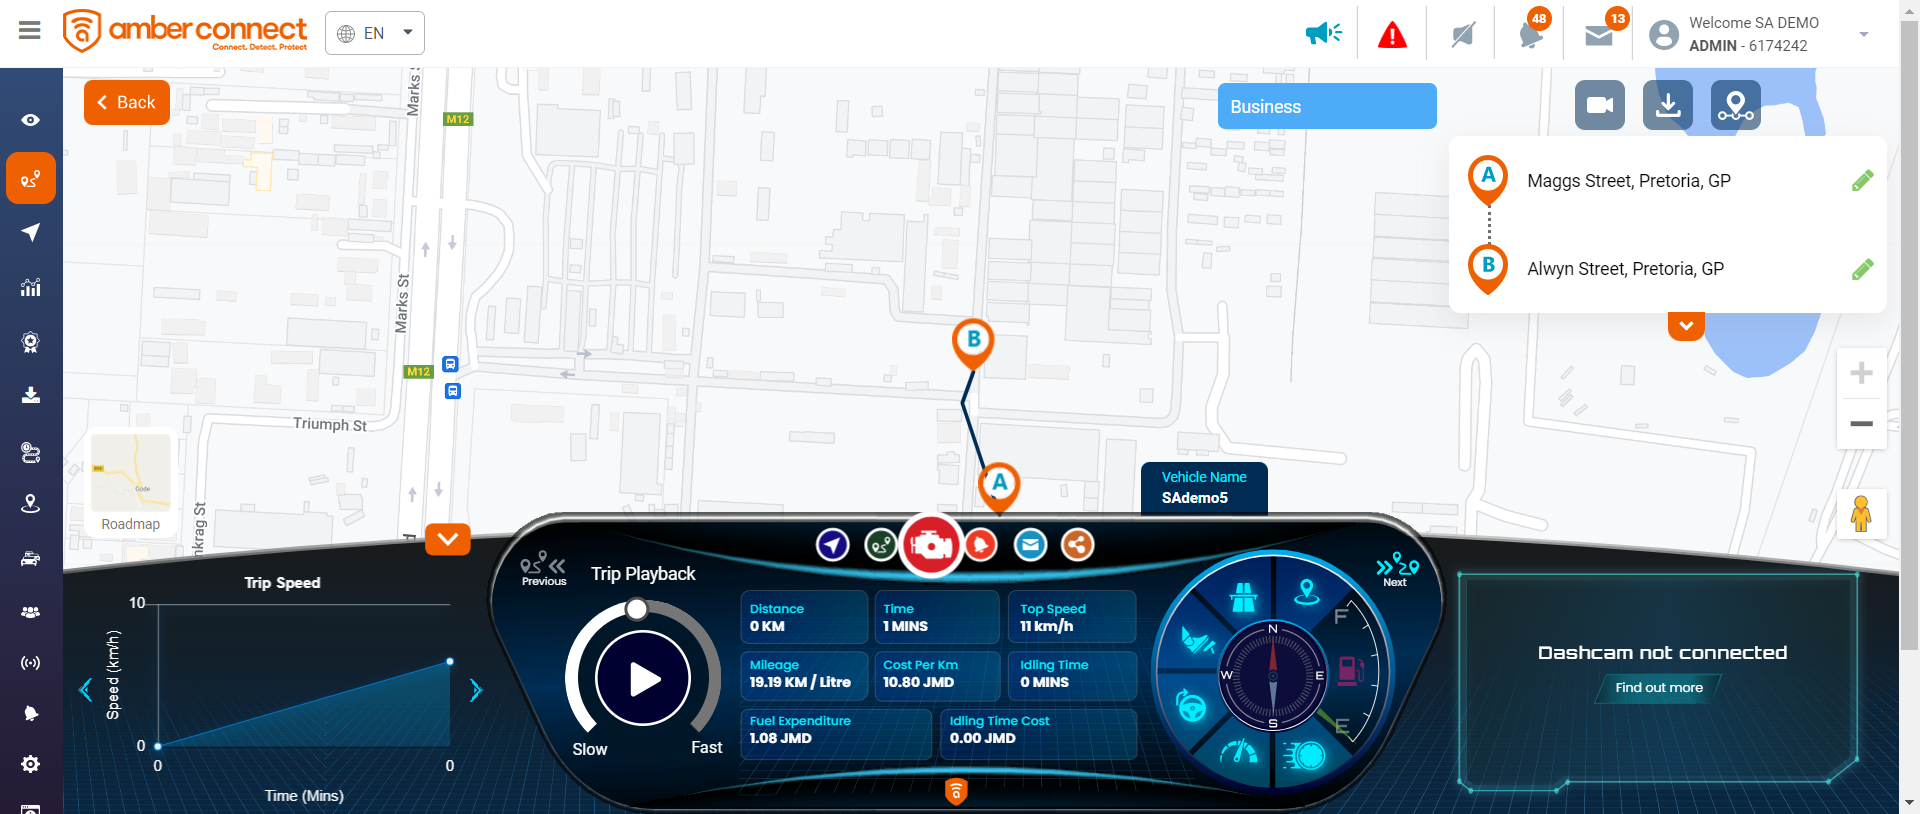 amber connect
Connect. Detect. Protect
EN
48
13
Welcome SA DEMO
ADMIN - 6174242
Back
Business
A
Maggs Street, Pretoria, GP
B
Alwyn Street, Pretoria, GP
Marks St
M12
Marks St
M12
Triumph St
nkrag St
B
A
Roadmap
Gode
Vehicle Name
SAdemo5
Trip Speed
10
Speed (km/h)
0
0
0
Time (Mins)
Previous
Trip Playback
Slow
Fast
Distance
0 KM
Time
1 MINS
Top Speed
11 km/h
Mileage
19.19 KM / Litre
Cost Per Km
10.80 JMD
Idling Time
0 MINS
Fuel Expenditure
1.08 JMD
Idling Time Cost
0.00 JMD
Next
N
W
E
S
F
E
Dashcam not connected
Find out more